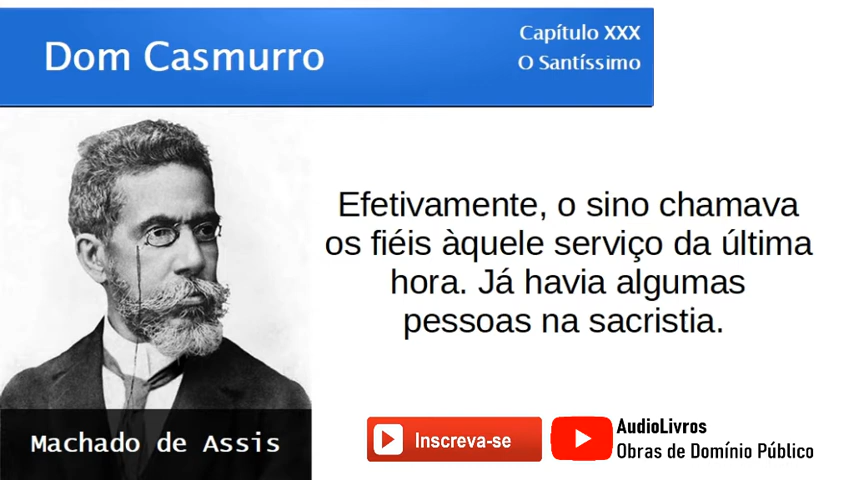 Dom Casmurro
Capítulo XXX
O Santíssimo
Efetivamente, o sino chamava
os fiéis àquele serviço da última
hora. Já havia algumas
pessoas na sacristia.
Machado de Assis
Inscreva-se
AudioLivros
Obras de Domínio Público